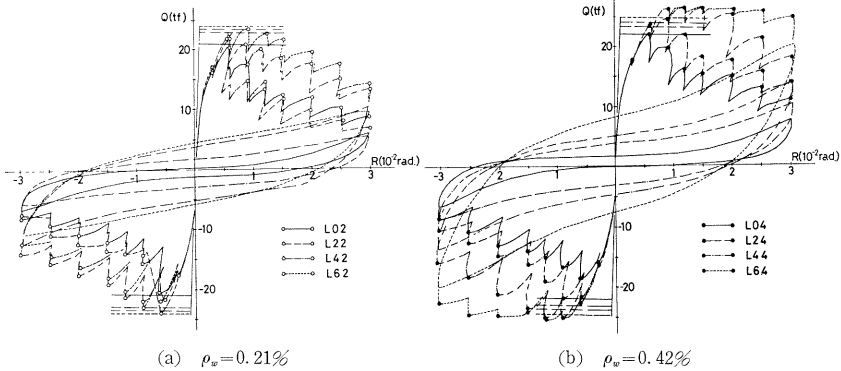 Q(tf)
20
10
R(10⁻²rad.)
-3 -2 -1 1 2 3
-10
-20
L02
L22
L42
L62
(a) ρw=0.21%
Q(tf)
20
10
R(10⁻²rad.)
-3 -2 -1 1 2 3
-10
-20
L04
L24
L44
L64
(b) ρw=0.42%